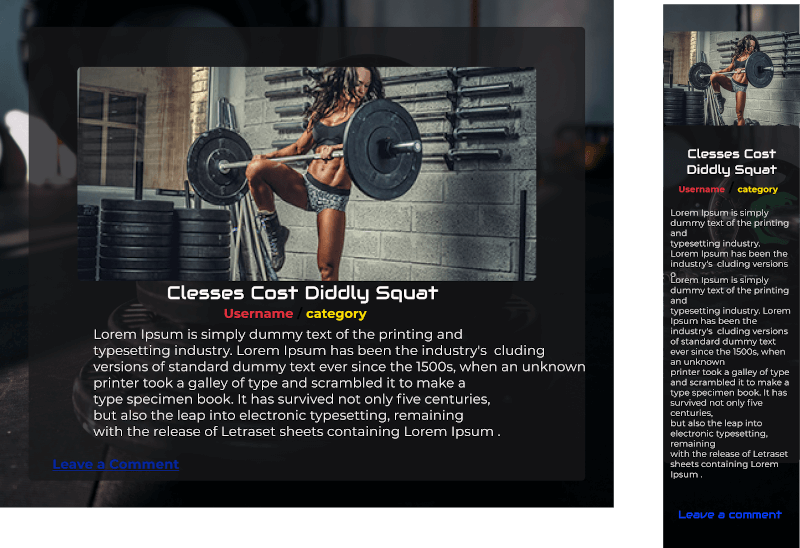 Clesses Cost Diddly Squat
Username / category
Lorem Ipsum is simply dummy text of the printing and
typesetting industry. Lorem Ipsum has been the industry's cluding
versions of standard dummy text ever since the 1500s, when an unknown
printer took a galley of type and scrambled it to make a
type specimen book. It has survived not only five centuries,
but also the leap into electronic typesetting, remaining
with the release of Letraset sheets containing Lorem Ipsum .
Leave a Comment
Clesses Cost
Diddly Squat
Username / category
Lorem Ipsum is simply
dummy text of the printing
and
typesetting industry.
Lorem Ipsum has been the
industry's cluding versions
Lorem Ipsum is simply
dummy text of the printing
and
typesetting industry. Lorem
Ipsum has been the
industry's cluding versions
of standard dummy text
ever since the 1500s, when
an unknown
printer took a galley of type
and scrambled it to make a
type specimen book. It has
survived not only five
centuries,
but also the leap into
electronic typesetting,
remaining
with the release of Letraset
sheets containing Lorem
Ipsum .
Leave a comment